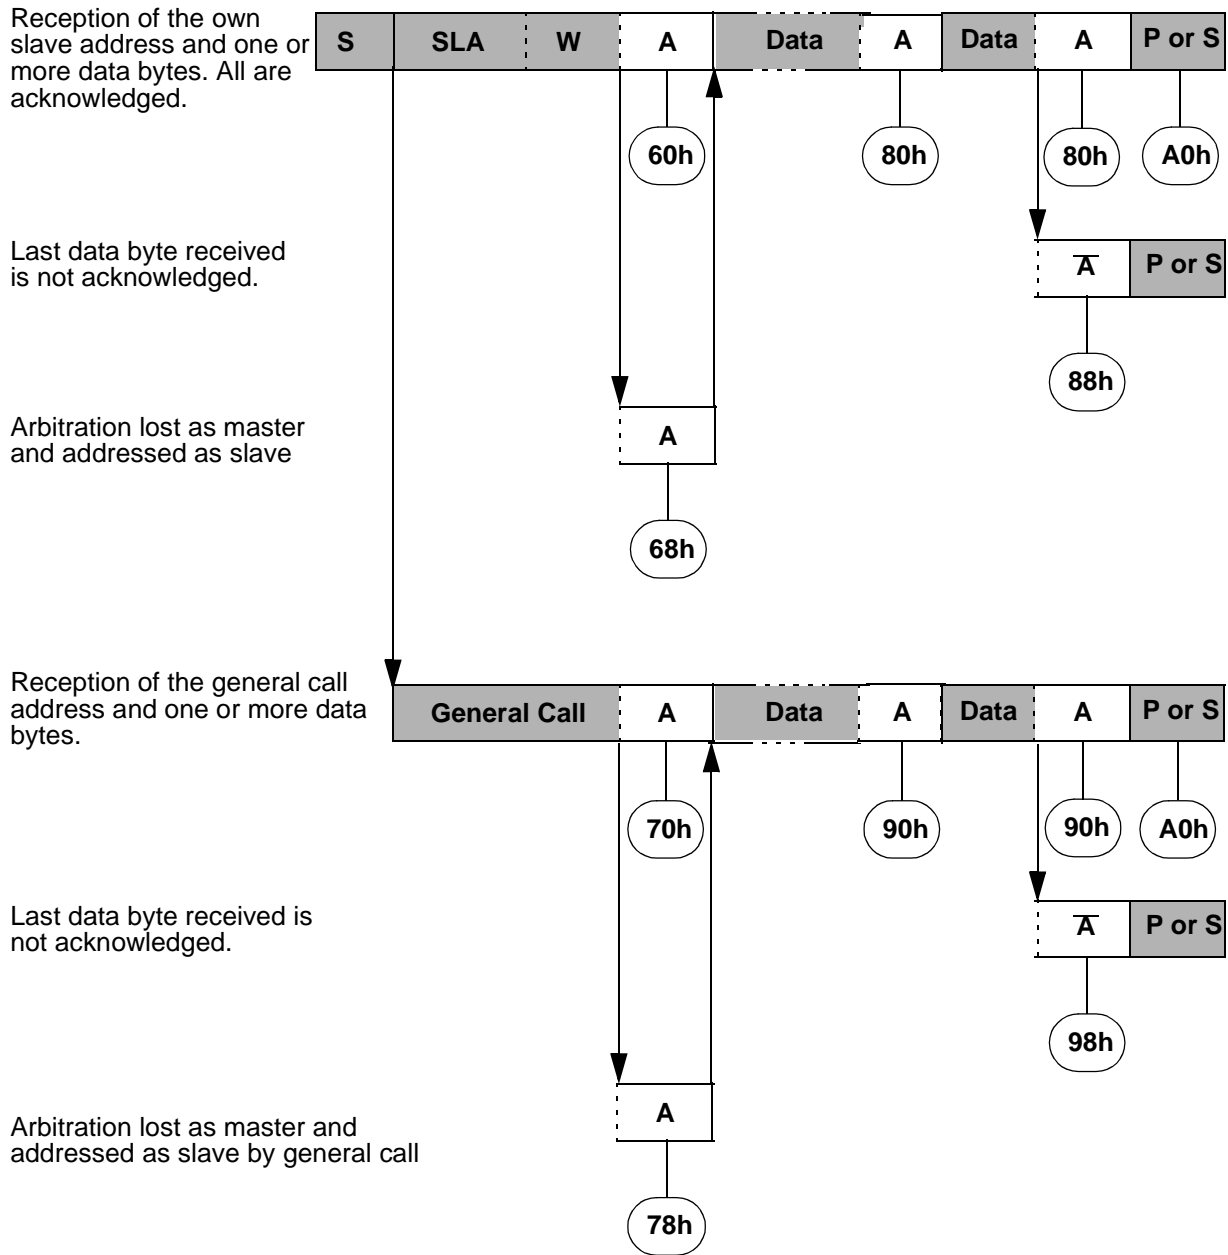 Reception of the own
slave address and one or
more data bytes. All are
acknowledged.
S SLA W A Data A Data A P or S
60h 80h 80h A0h
Last data byte received
is not acknowledged.
A̅ P or S
88h
Arbitration lost as master
and addressed as slave
A
68h
Reception of the general call
address and one or more data
bytes.
General Call A Data A Data A P or S
70h 90h 90h A0h
Last data byte received is
not acknowledged.
A̅ P or S
98h
Arbitration lost as master and
addressed as slave by general call
A
78h